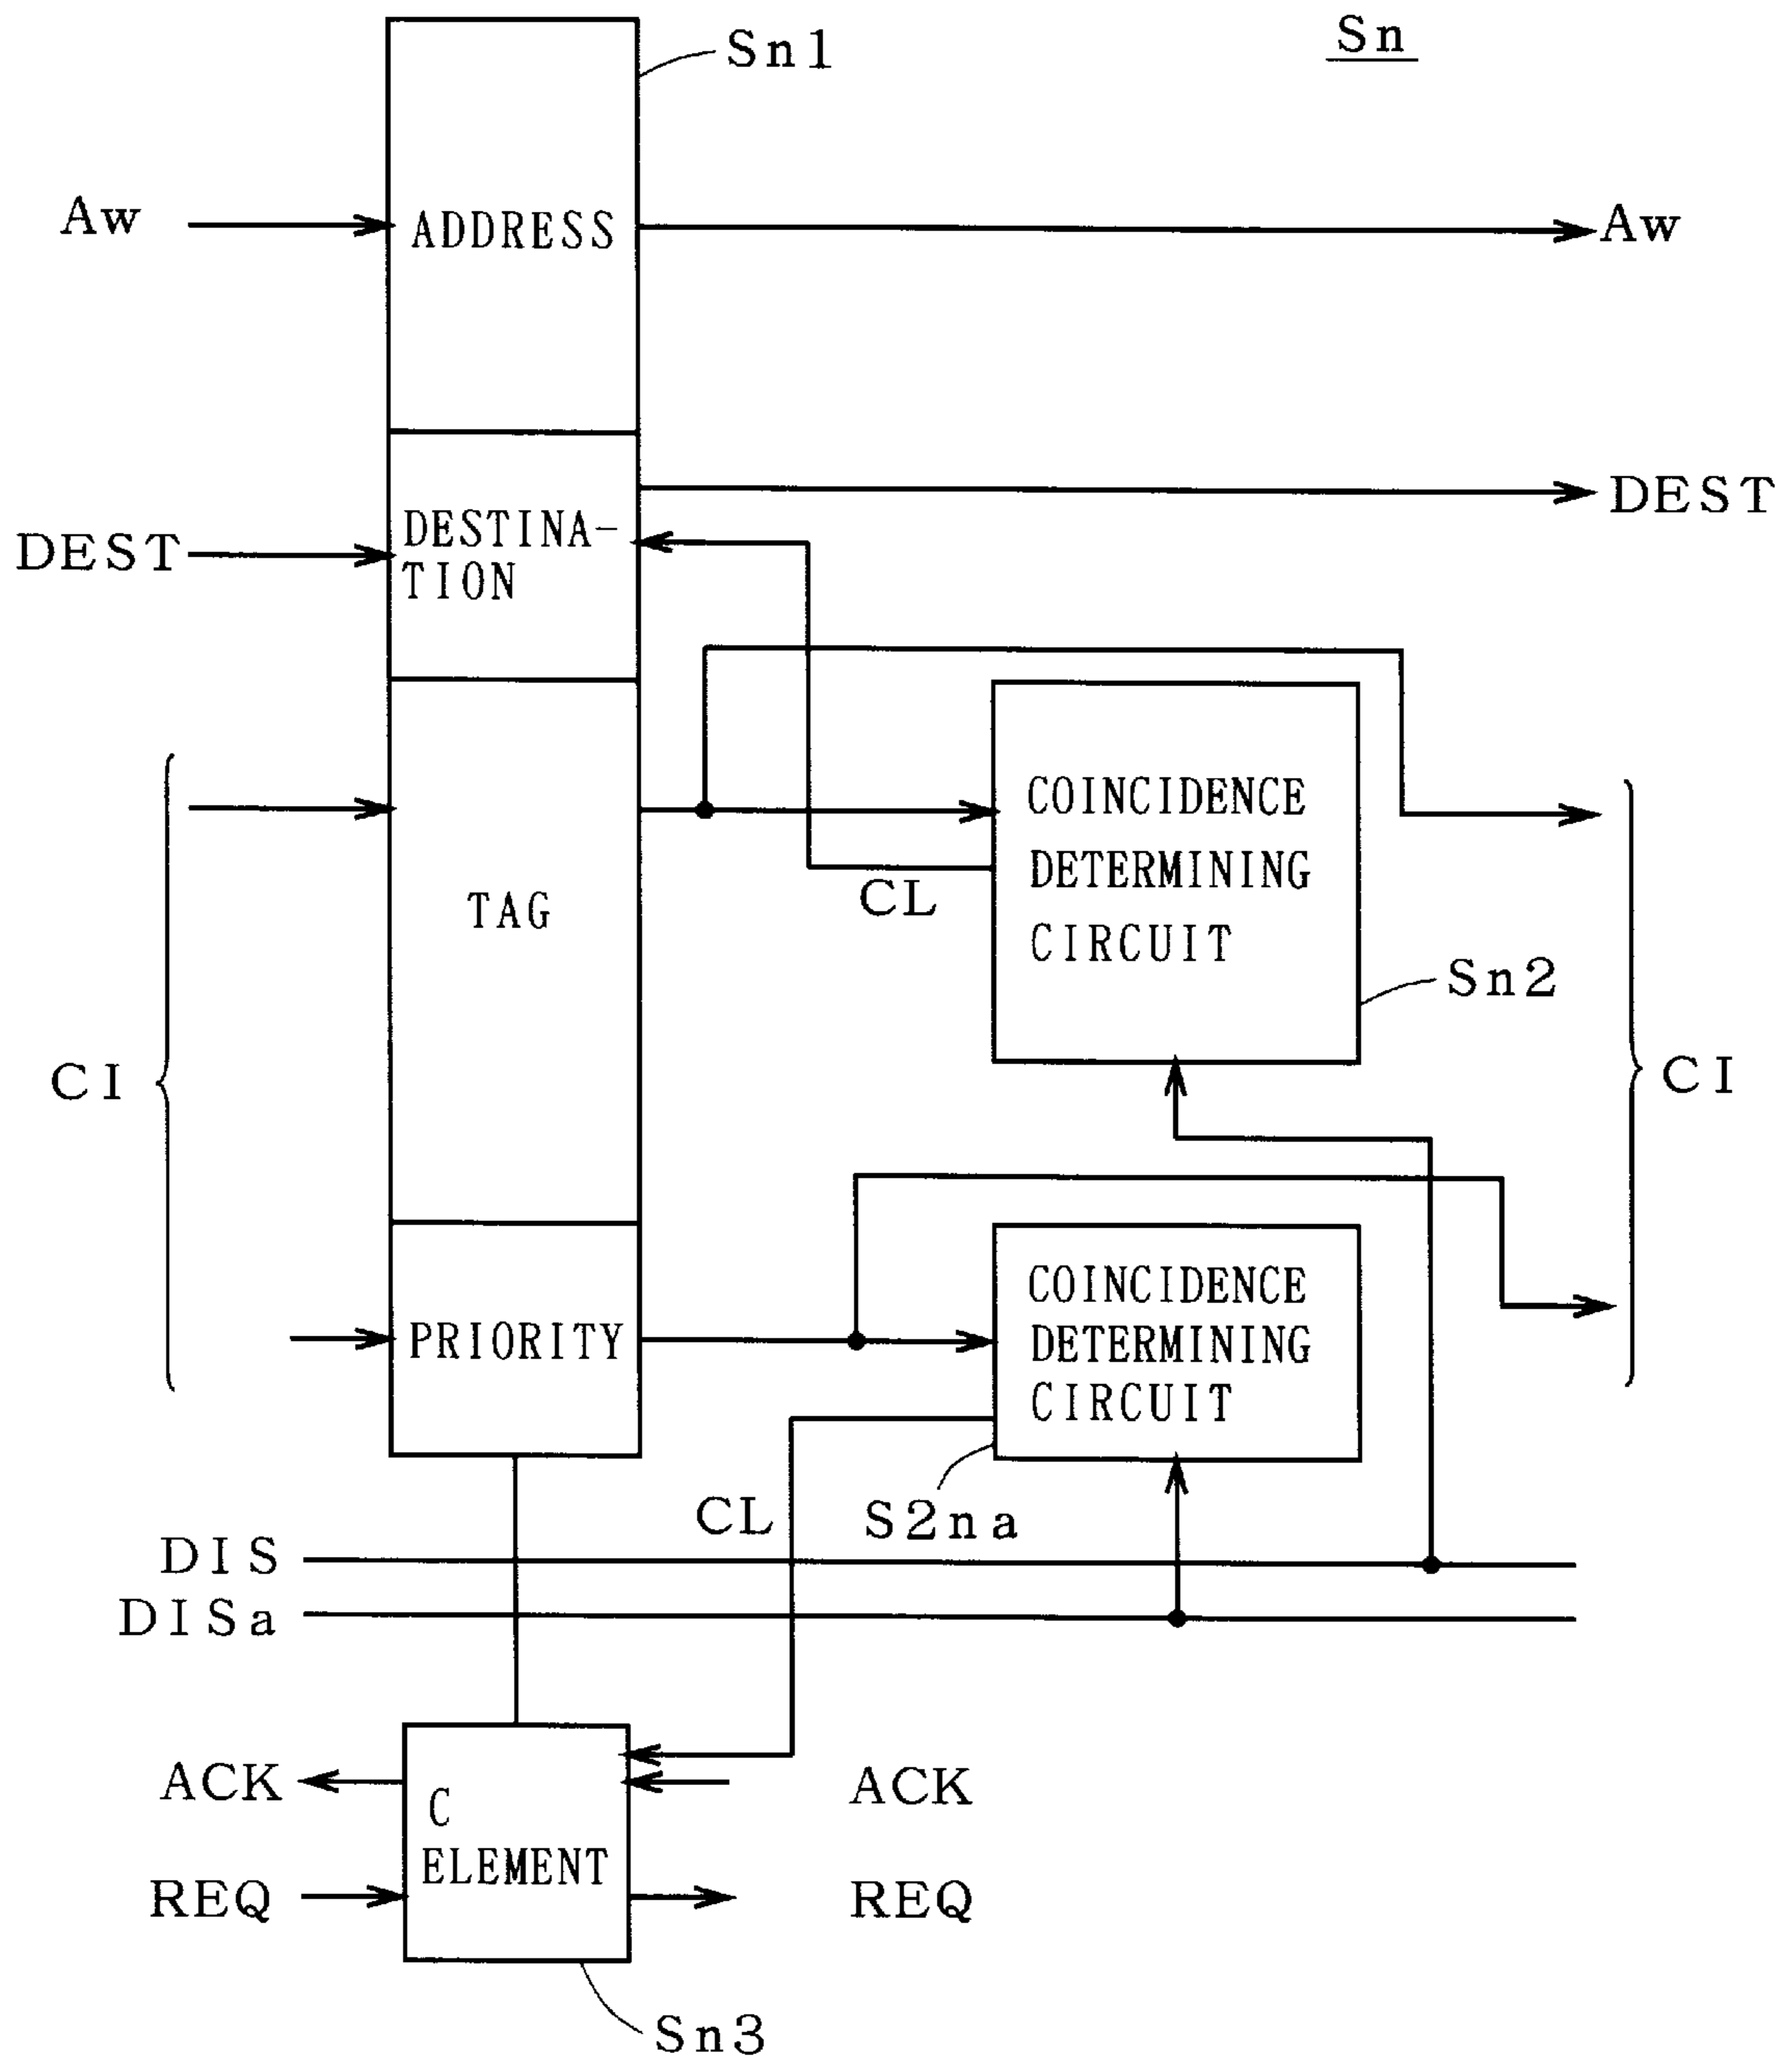 Sn
Sn1
Aw
ADDRESS
Aw
DEST
DESTINA-
TION
DEST
CI
TAG
COINCIDENCE
DETERMINING
CIRCUIT
CL
Sn2
CI
PRIORITY
COINCIDENCE
DETERMINING
CIRCUIT
CL
S2na
DIS
DISa
ACK
C
ELEMENT
ACK
REQ
REQ
Sn3